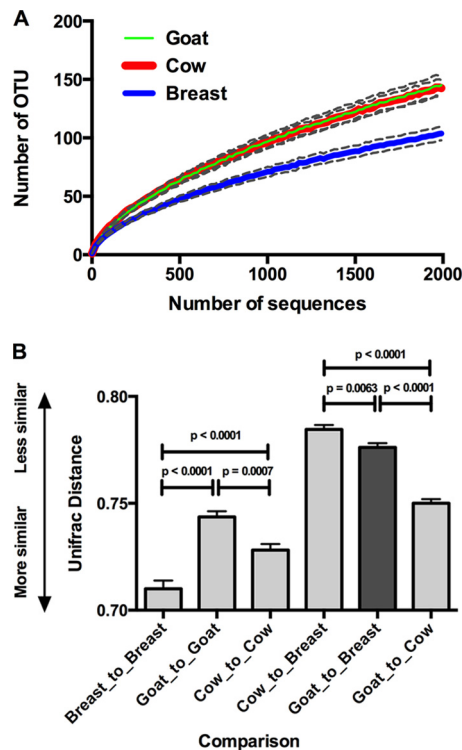 A
Goat
Cow
Breast
Number of OTU
200
150
100
50
0
0 500 1000 1500 2000
Number of sequences
B
Less similar
More similar
Unifrac Distance
0.80
0.75
0.70
p < 0.0001
p < 0.0001
p = 0.0007
p < 0.0001
p = 0.0063
p < 0.0001
Breast_to_Breast
Goat_to_Goat
Cow_to_Cow
Cow_to_Breast
Goat_to_Breast
Goat_to_Cow
Comparison